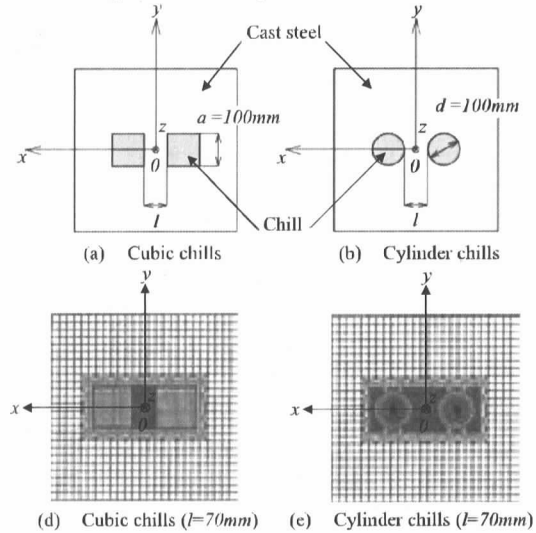 y
y
Cast steel
a =100mm
d =100mm
z
z
x
0
x
0
l
Chill
l
(a) Cubic chills
(b) Cylinder chills
y
y
x
z
x
z
0
0
(d) Cubic chills (l=70mm)
(e) Cylinder chills (l=70mm)